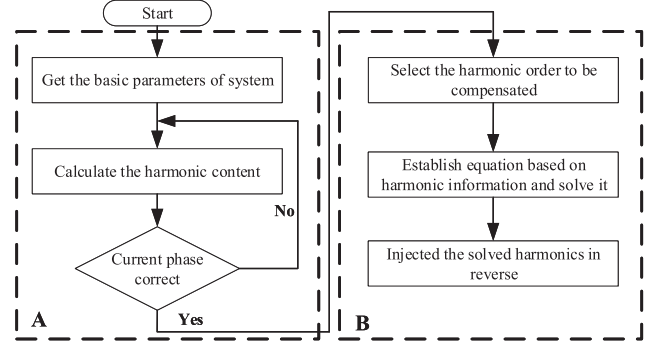 Start
Get the basic parameters of system
Calculate the harmonic content
No
Current phase
correct
Yes
A
Select the harmonic order to be
compensated
Establish equation based on
harmonic information and solve it
Injected the solved harmonics in
reverse
B